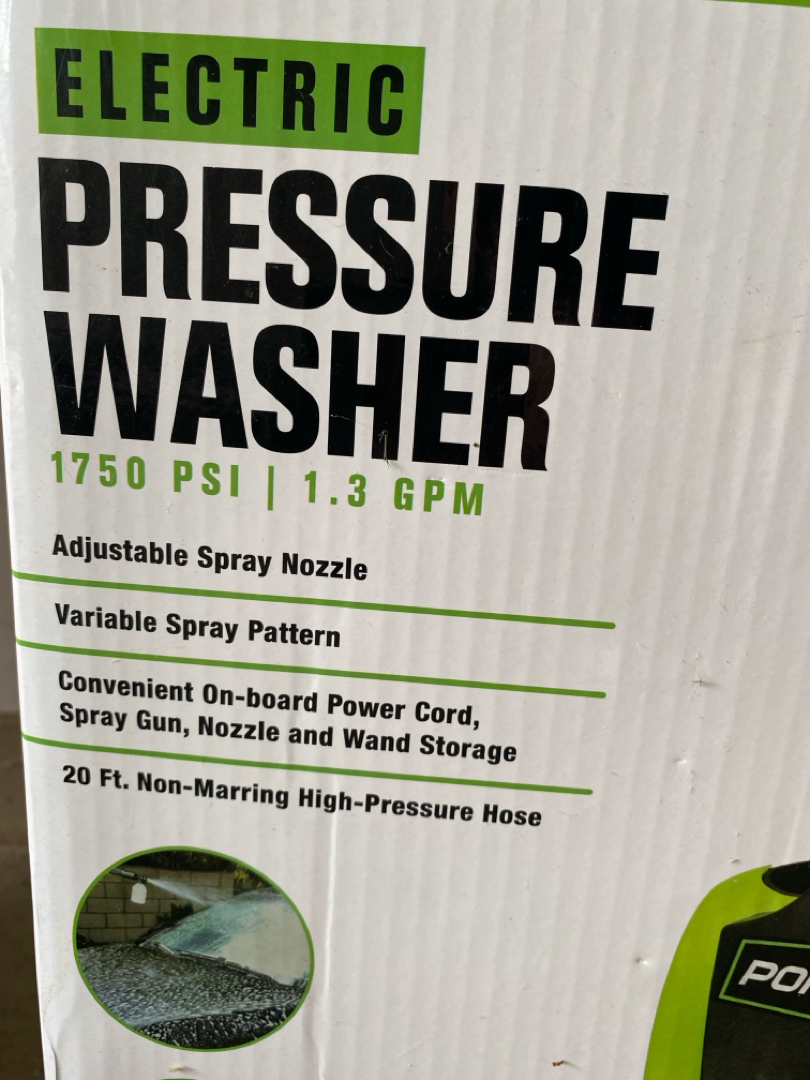 ELECTRIC
PRESSURE
WASHER
1750 PSI | 1.3 GPM
Adjustable Spray Nozzle
Variable Spray Pattern
Convenient On-board Power Cord,
Spray Gun, Nozzle and Wand Storage
20 Ft. Non-Marring High-Pressure Hose